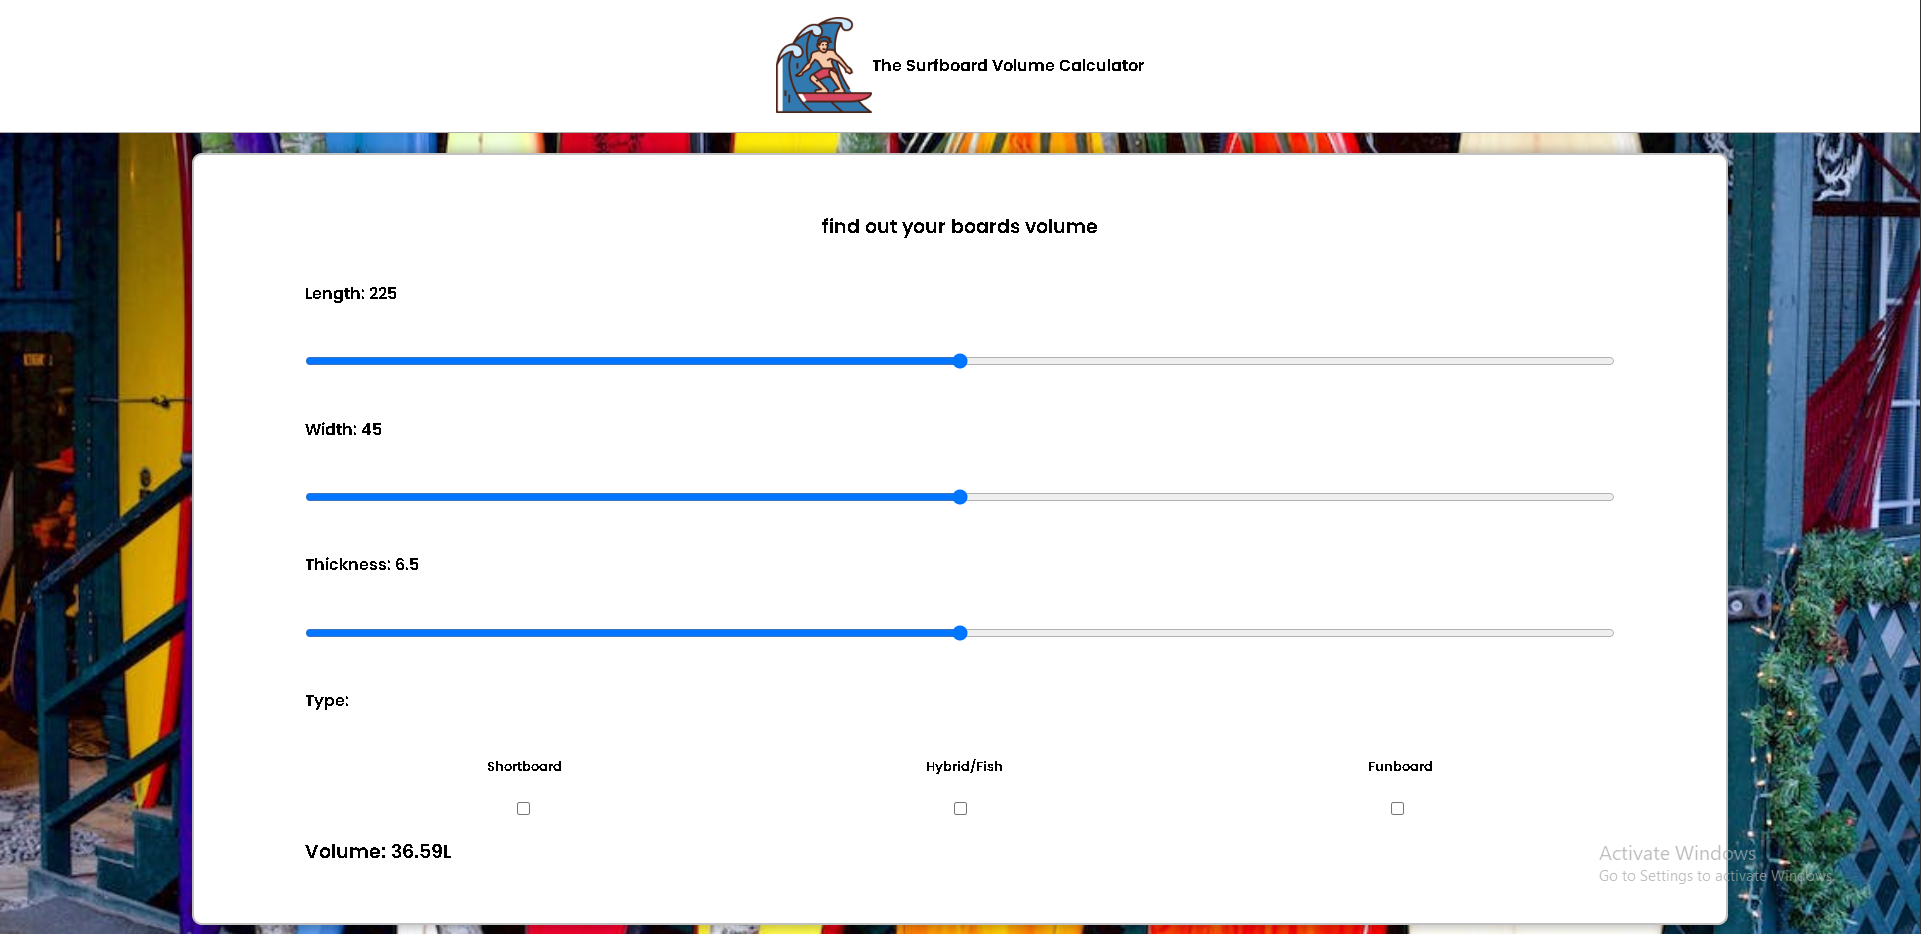 The Surfboard Volume Calculator
find out your boards volume
Length: 225
Width: 45
Thickness: 6.5
Type:
Shortboard Hybrid/Fish Funboard
Volume: 36.59L
Activate Windows
Go to Settings to activate Windows.